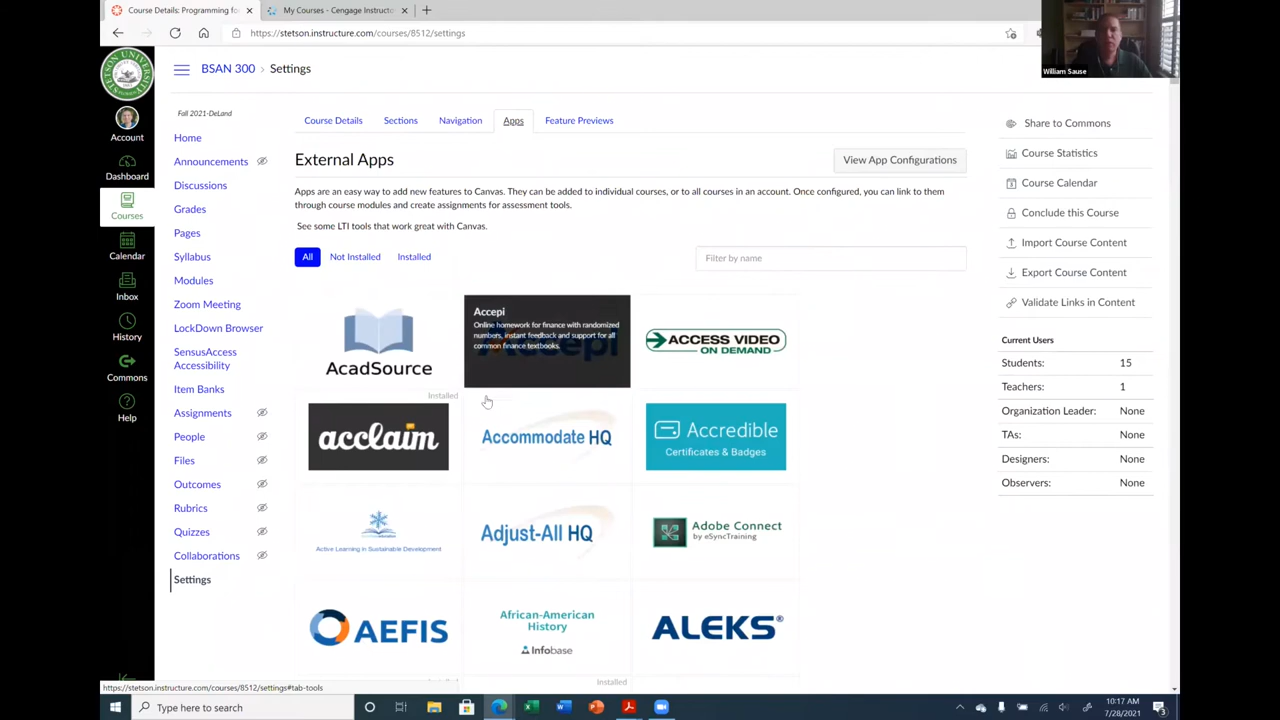 Course Details: Programming fo
My Courses - Cengage Instructo
https://stetson.instructure.com/courses/8512/settings
William Sause
STETSON UNIVERSITY
Account
Dashboard
Courses
Calendar
Inbox
History
Commons
Help
BSAN 300 > Settings
Fall 2021-DeLand
Home
Announcements
Discussions
Grades
Pages
Syllabus
Modules
Zoom Meeting
LockDown Browser
SensusAccess
Accessibility
Item Banks
Assignments
People
Files
Outcomes
Rubrics
Quizzes
Collaborations
Settings
Course Details Sections Navigation Apps Feature Previews
External Apps
View App Configurations
Apps are an easy way to add new features to Canvas. They can be added to individual courses, or to all courses in an account. Once configured, you can link to them
through course modules and create assignments for assessment tools.
See some LTI tools that work great with Canvas.
All Not Installed Installed
Filter by name
AcadSource
Accepi
Online homework for finance with randomized
numbers, instant feedback and support for all
common finance textbooks.
ACCESS VIDEO
ON DEMAND
Installed
acclaim
Accommodate HQ
Accredible
Certificates & Badges
Active Learning in Sustainable Development
Adjust-All HQ
Adobe Connect
by eSyncTraining
AEFIS
African-American
History
Infobase
ALEKS®
Installed
Installed
Share to Commons
Course Statistics
Course Calendar
Conclude this Course
Import Course Content
Export Course Content
Validate Links in Content
Current Users
Students: 15
Teachers: 1
Organization Leader: None
TAs: None
Designers: None
Observers: None
https://stetson.instructure.com/courses/8512/settings#tab-tools
Type here to search
10:17 AM
7/28/2021
3